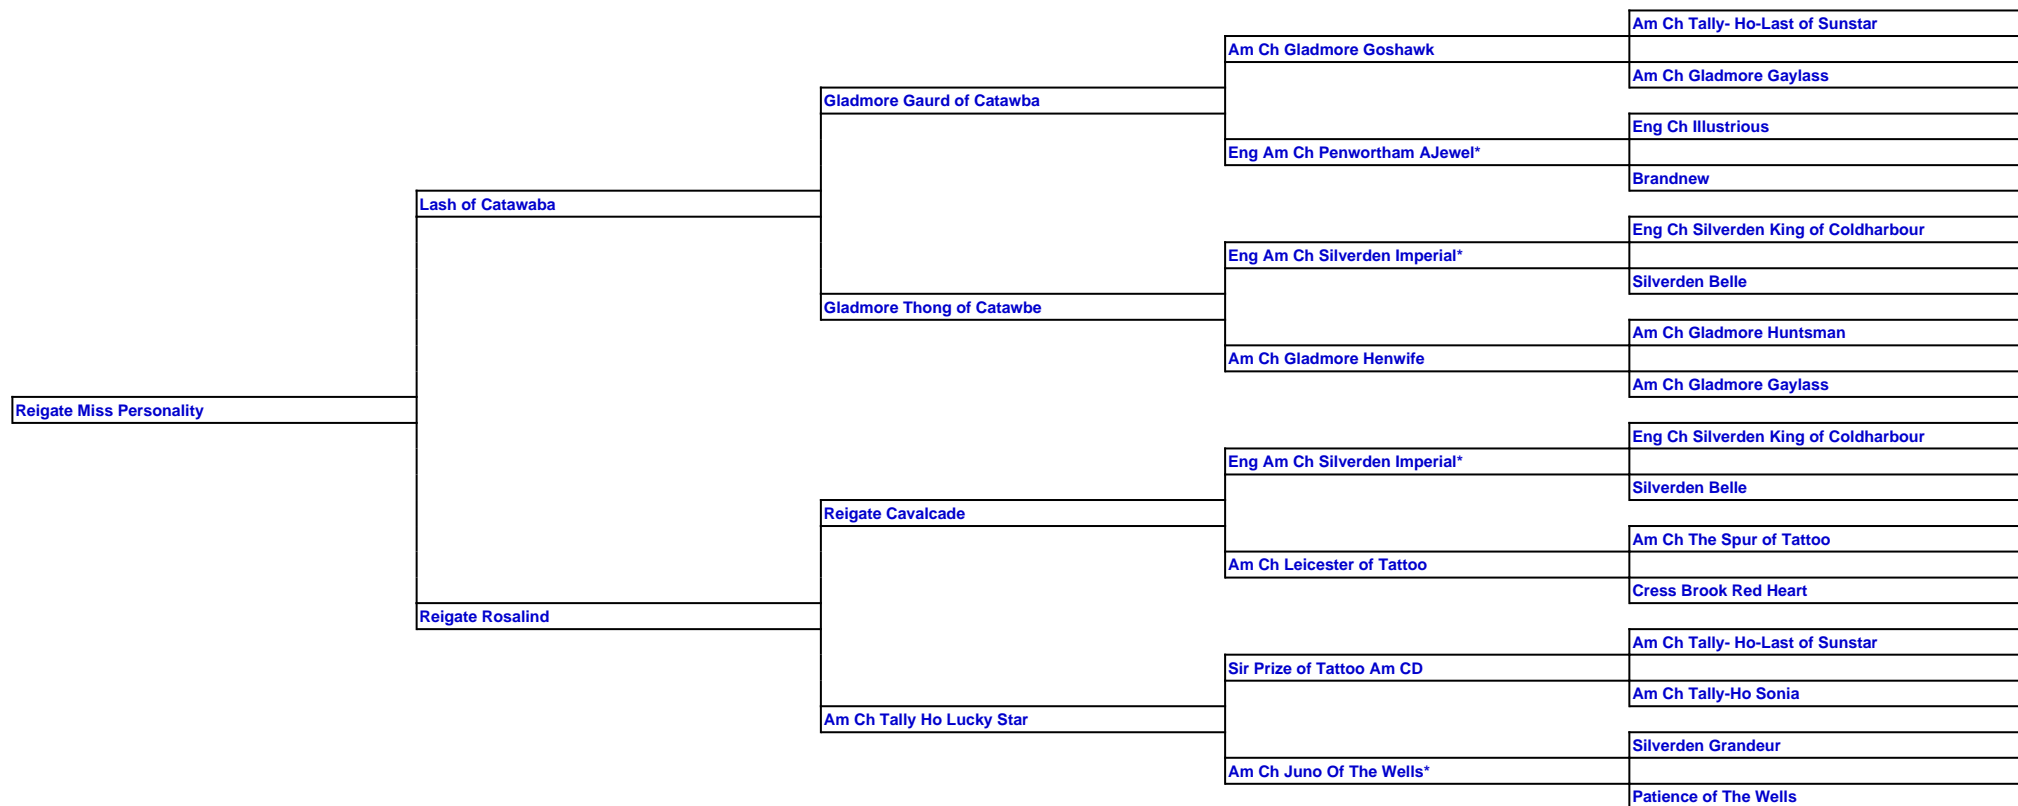 Am Ch Tally- Ho-Last of Sunstar
Am Ch Gladmore Goshawk
Am Ch Gladmore Gaylass
Gladmore Gaurd of Catawba
Eng Ch Illustrious
Eng Am Ch Penwortham AJewel*
Brandnew
Lash of Catawaba
Eng Ch Silverden King of Coldharbour
Eng Am Ch Silverden Imperial*
Silverden Belle
Gladmore Thong of Catawbe
Am Ch Gladmore Huntsman
Am Ch Gladmore Henwife
Am Ch Gladmore Gaylass
Reigate Miss Personality
Eng Ch Silverden King of Coldharbour
Eng Am Ch Silverden Imperial*
Silverden Belle
Reigate Cavalcade
Am Ch The Spur of Tattoo
Am Ch Leicester of Tattoo
Cress Brook Red Heart
Reigate Rosalind
Am Ch Tally- Ho-Last of Sunstar
Sir Prize of Tattoo Am CD
Am Ch Tally-Ho Sonia
Am Ch Tally Ho Lucky Star
Silverden Grandeur
Am Ch Juno Of The Wells*
Patience of The Wells